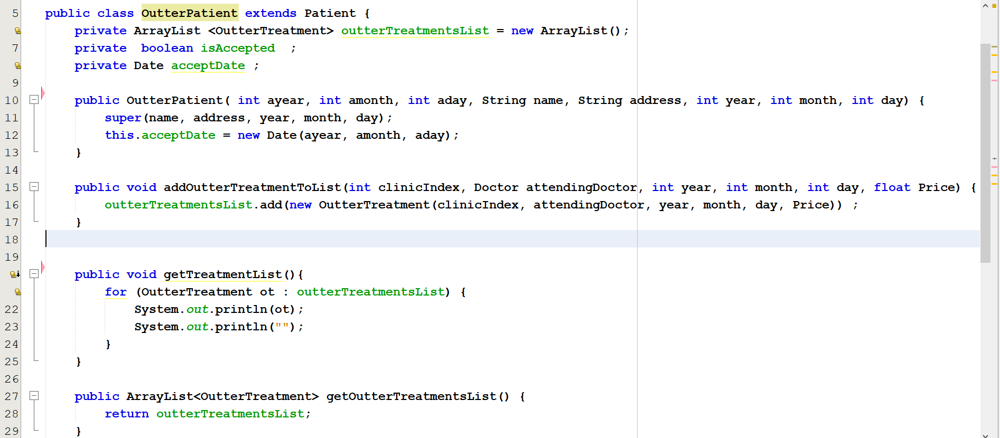 5 public class OutterPatient extends Patient {
private ArrayList <OutterTreatment> outterTreatmentsList = new ArrayList();
7 private  boolean isAccepted  ;
private Date acceptDate ;
9
10 public OutterPatient( int ayear, int amonth, int aday, String name, String address, int year, int month, int day) {
11 super(name, address, year, month, day);
12 this.acceptDate = new Date(ayear, amonth, aday);
13 }
14
15 public void addOutterTreatmentToList(int clinicIndex, Doctor attendingDoctor, int year, int month, int day, float Price) {
16 outterTreatmentsList.add(new OutterTreatment(clinicIndex, attendingDoctor, year, month, day, Price)) ;
17 }
18
19
public void getTreatmentList(){
for (OutterTreatment ot : outterTreatmentsList) {
22 System.out.println(ot);
23 System.out.println("");
24 }
25 }
26
27 public ArrayList<OutterTreatment> getOutterTreatmentsList() {
28 return outterTreatmentsList;
29 }